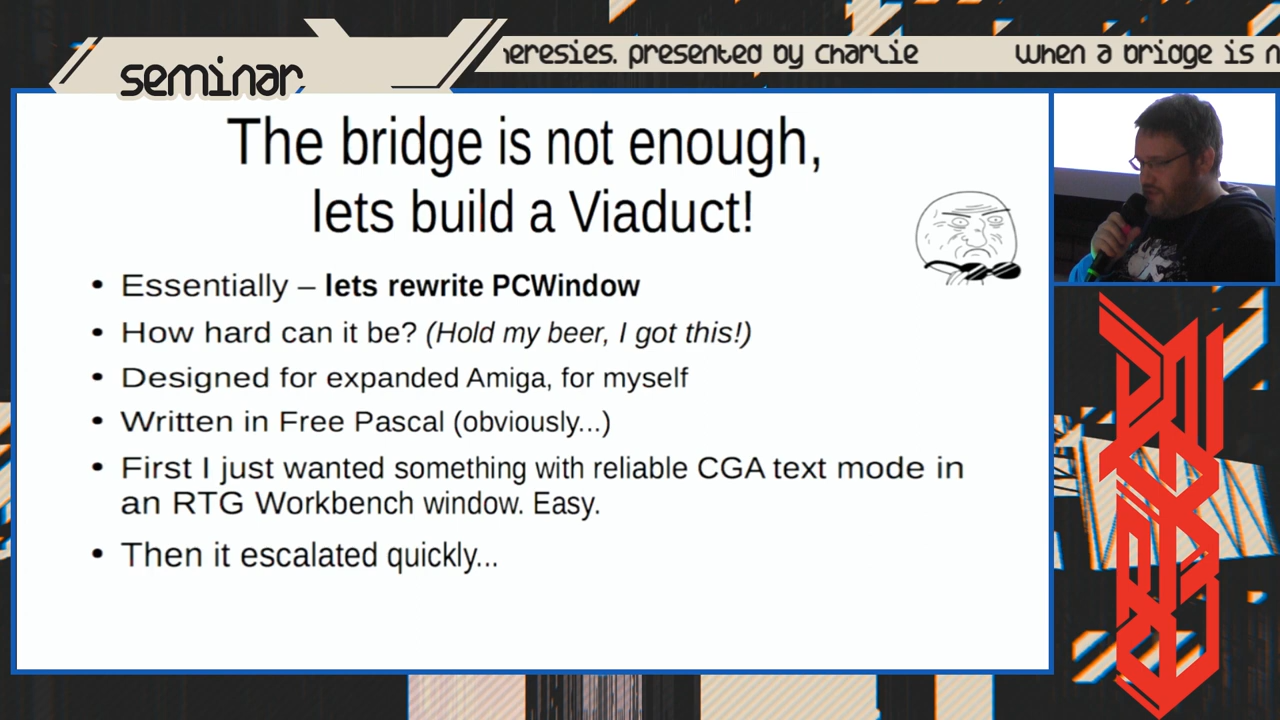 seminar
heresies. presented by Charlie When a bridge is n
The bridge is not enough,
lets build a Viaduct!
• Essentially – lets rewrite PCWindow
• How hard can it be? (Hold my beer, I got this!)
• Designed for expanded Amiga, for myself
• Written in Free Pascal (obviously...)
• First I just wanted something with reliable CGA text mode in
an RTG Workbench window. Easy.
• Then it escalated quickly...